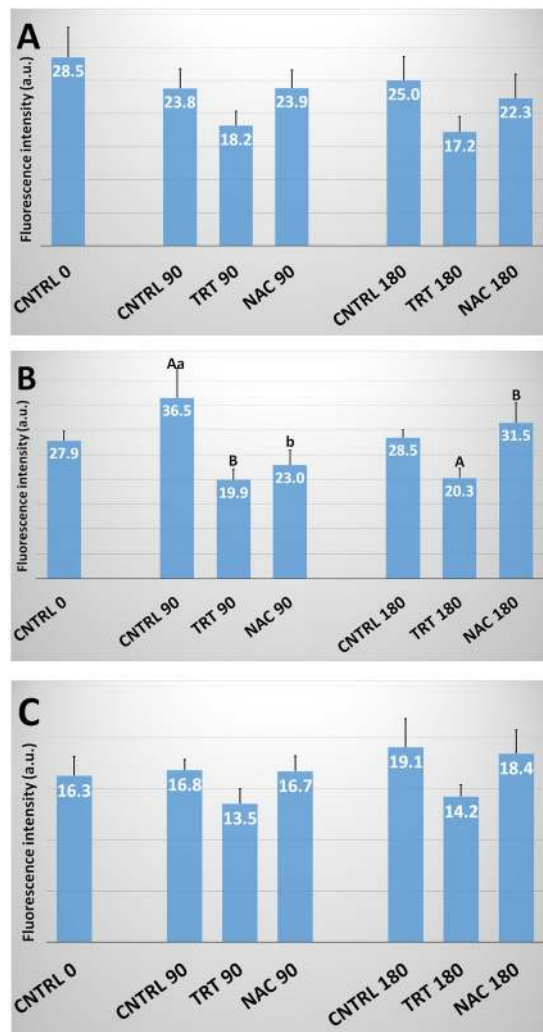 A
Fluorescence intensity (a.u.)
28.5
23.8
18.2
23.9
25.0
17.2
22.3
CNTRL 0
CNTRL 90
TRT 90
NAC 90
CNTRL 180
TRT 180
NAC 180
B
Fluorescence intensity (a.u.)
Aa
B
b
A
B
27.9
36.5
19.9
23.0
28.5
20.3
31.5
CNTRL 0
CNTRL 90
TRT 90
NAC 90
CNTRL 180
TRT 180
NAC 180
C
Fluorescence intensity (a.u.)
16.3
16.8
13.5
16.7
19.1
14.2
18.4
CNTRL 0
CNTRL 90
TRT 90
NAC 90
CNTRL 180
TRT 180
NAC 180